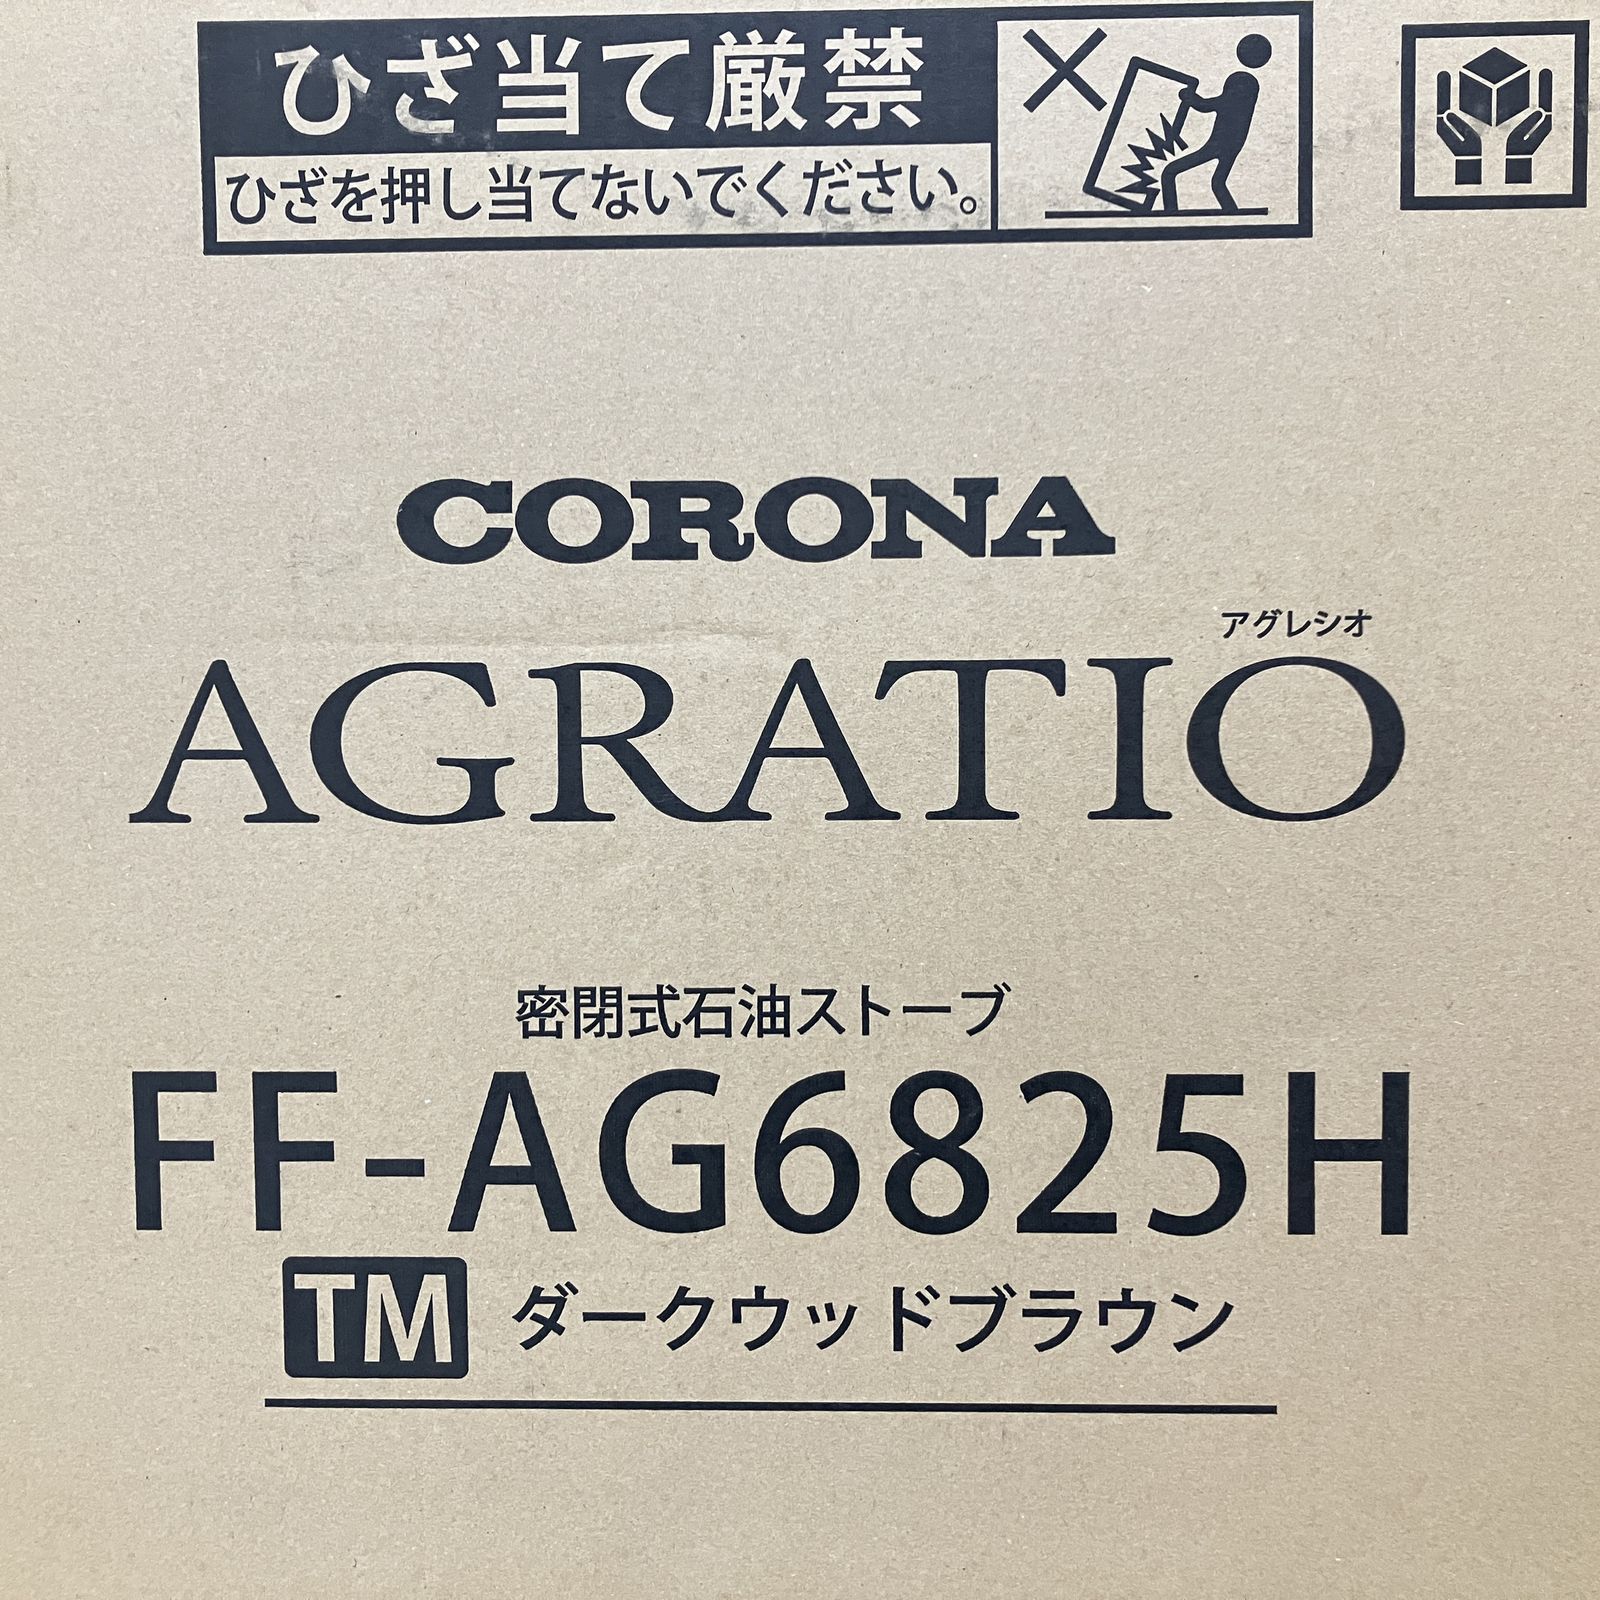 ひざ当て厳禁
ひざを押し当てないでください。
CORONA
アグレシオ
AGRATIO
密閉式石油ストーブ
FF-AG6825H
TM ダークウッドブラウン